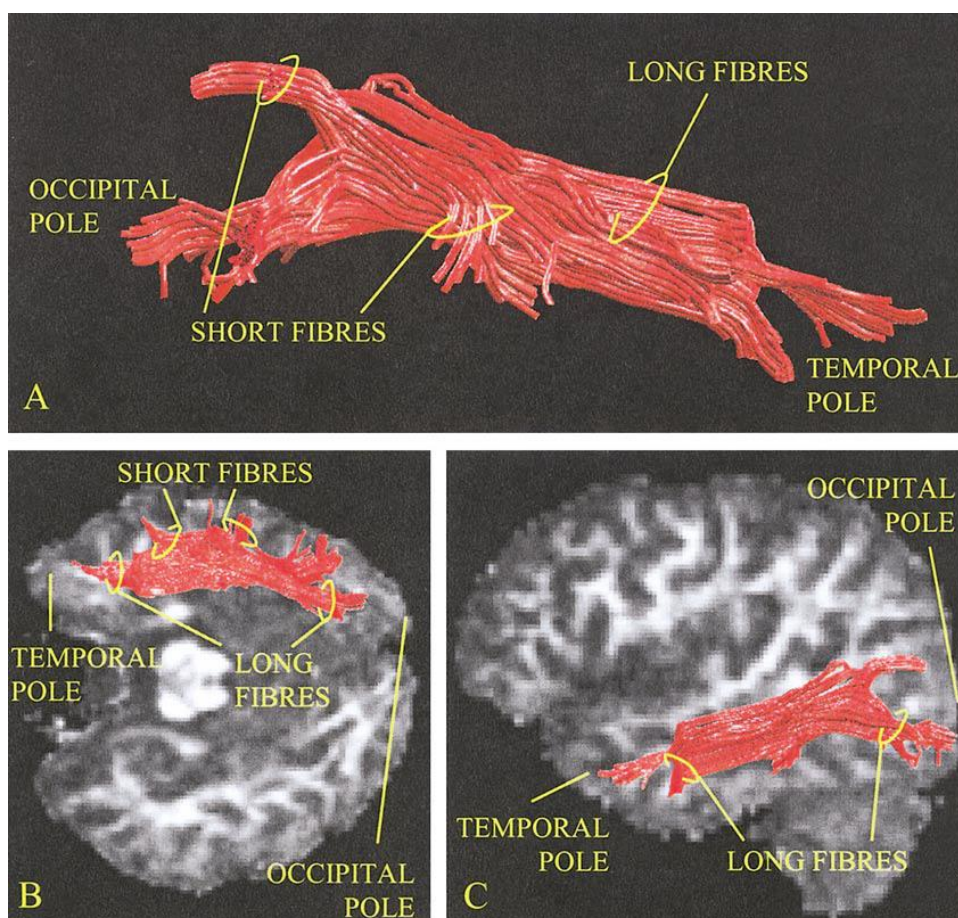 LONG FIBRES
OCCIPITAL
POLE
SHORT FIBRES
TEMPORAL
POLE
A
SHORT FIBRES
TEMPORAL
POLE
LONG
FIBRES
OCCIPITAL
POLE
B
OCCIPITAL
POLE
TEMPORAL
POLE
LONG FIBRES
C